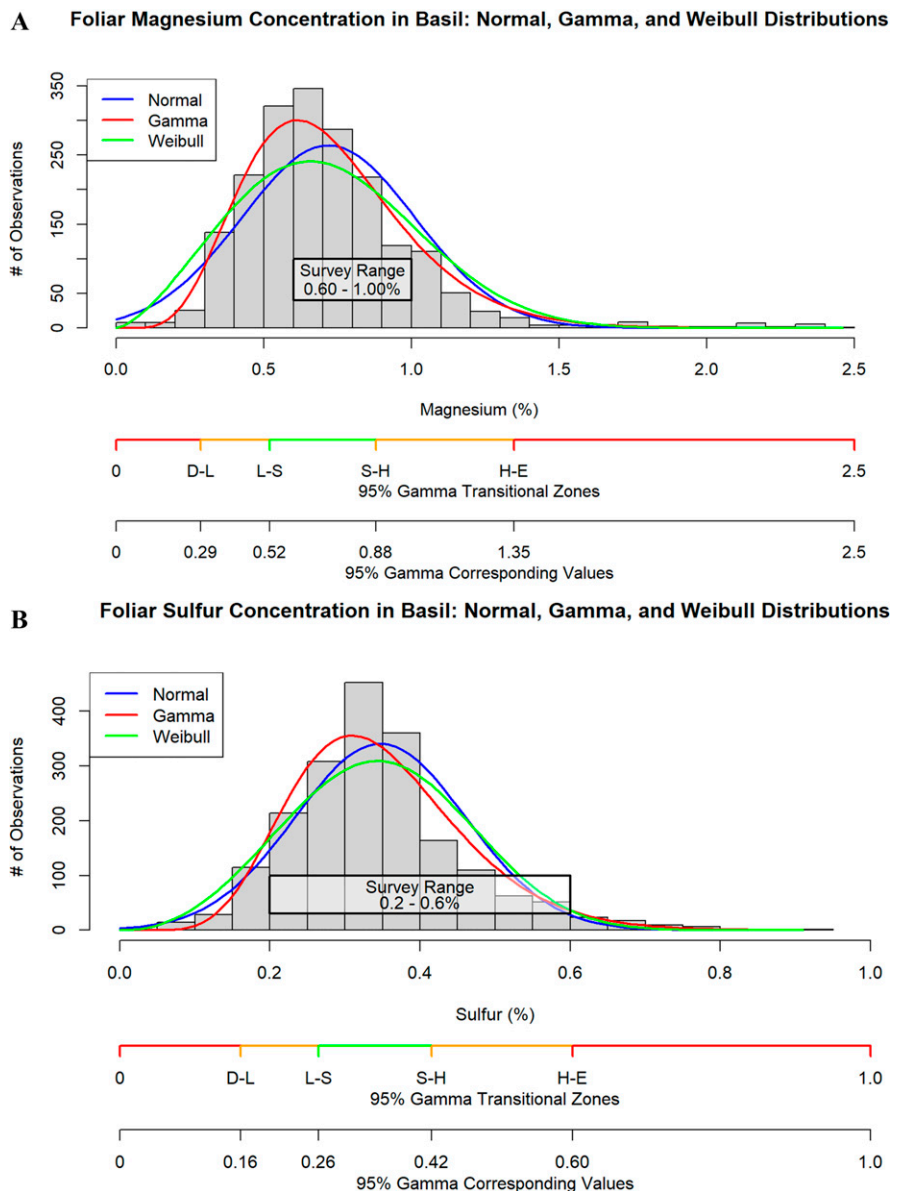 A
Foliar Magnesium Concentration in Basil: Normal, Gamma, and Weibull Distributions
Normal
Gamma
Weibull
# of Observations
350
250
150
50
0
Survey Range
0.60 - 1.00%
0.0 0.5 1.0 1.5 2.0 2.5
Magnesium (%)
0 D-L L-S S-H H-E 2.5
95% Gamma Transitional Zones
0 0.29 0.52 0.88 1.35 2.5
95% Gamma Corresponding Values
B
Foliar Sulfur Concentration in Basil: Normal, Gamma, and Weibull Distributions
Normal
Gamma
Weibull
# of Observations
400
300
200
100
0
Survey Range
0.2 - 0.6%
0.0 0.2 0.4 0.6 0.8 1.0
Sulfur (%)
0 D-L L-S S-H H-E 1.0
95% Gamma Transitional Zones
0 0.16 0.26 0.42 0.60 1.0
95% Gamma Corresponding Values